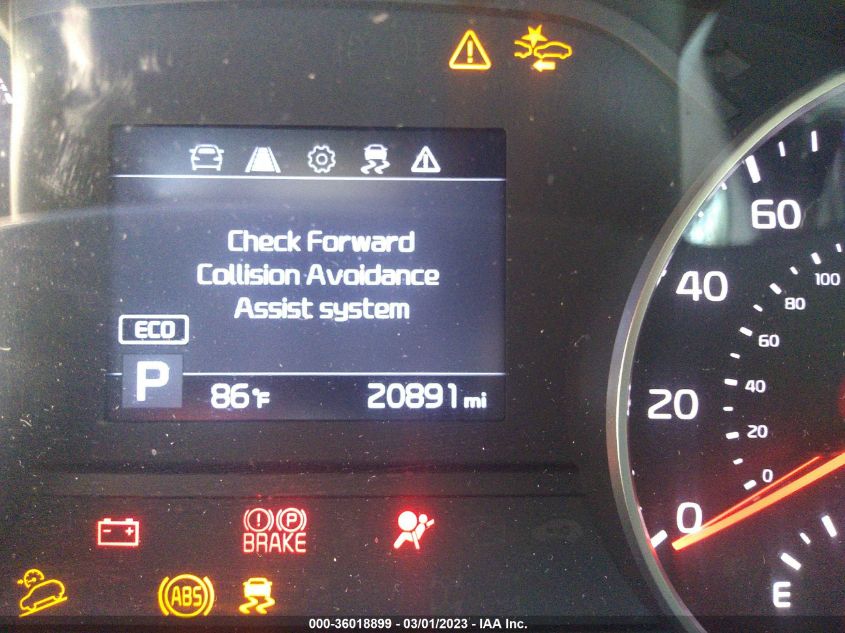 Check Forward
Collision Avoidance
Assist system
ECO
P
86°F
20891 mi
60
40
20
0
100
80
60
40
20
0
E
BRAKE
P
ABS
000-36018899 - 03/01/2023 - IAA Inc.